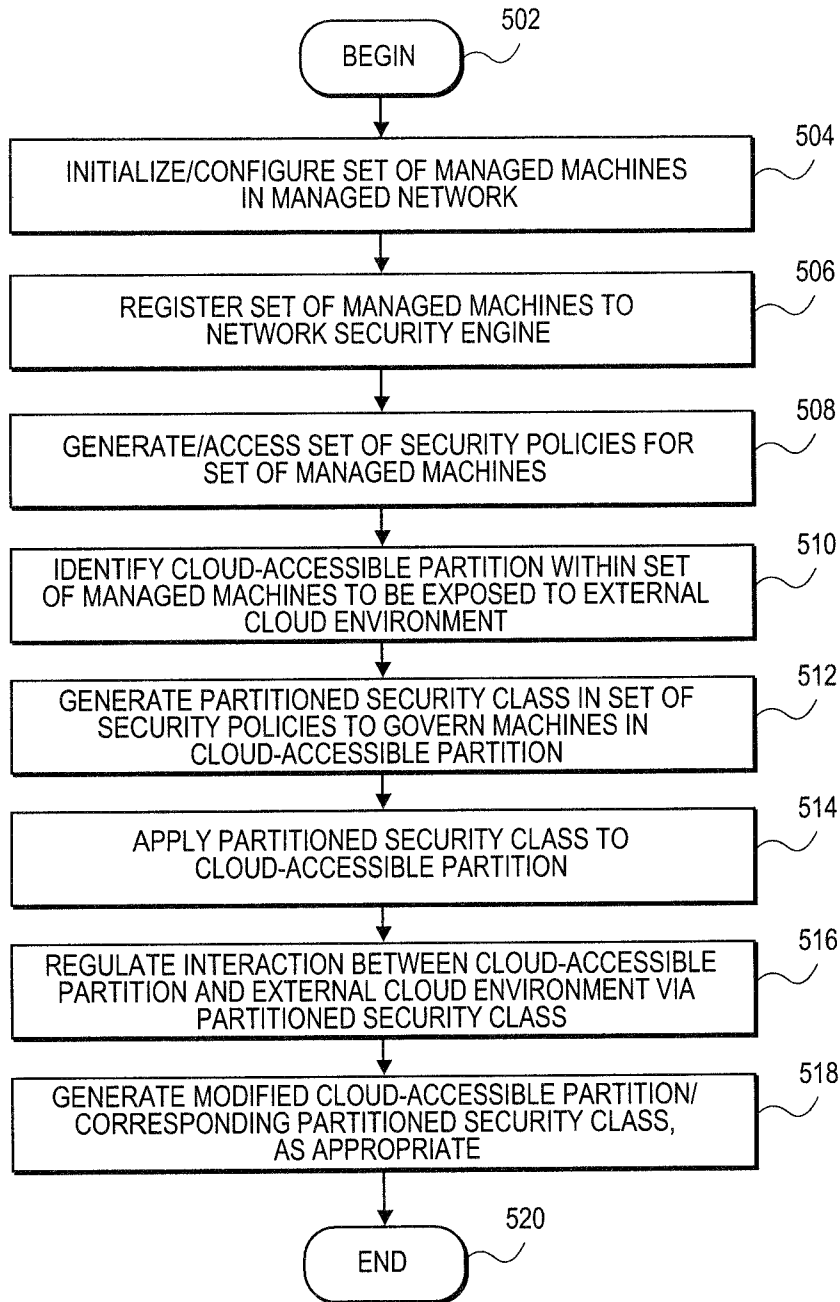 502
BEGIN
504
INITIALIZE/CONFIGURE SET OF MANAGED MACHINES
IN MANAGED NETWORK
506
REGISTER SET OF MANAGED MACHINES TO
NETWORK SECURITY ENGINE
508
GENERATE/ACCESS SET OF SECURITY POLICIES FOR
SET OF MANAGED MACHINES
510
IDENTIFY CLOUD-ACCESSIBLE PARTITION WITHIN SET
OF MANAGED MACHINES TO BE EXPOSED TO EXTERNAL
CLOUD ENVIRONMENT
512
GENERATE PARTITIONED SECURITY CLASS IN SET OF
SECURITY POLICIES TO GOVERN MACHINES IN
CLOUD-ACCESSIBLE PARTITION
514
APPLY PARTITIONED SECURITY CLASS TO
CLOUD-ACCESSIBLE PARTITION
516
REGULATE INTERACTION BETWEEN CLOUD-ACCESSIBLE
PARTITION AND EXTERNAL CLOUD ENVIRONMENT VIA
PARTITIONED SECURITY CLASS
518
GENERATE MODIFIED CLOUD-ACCESSIBLE PARTITION/
CORRESPONDING PARTITIONED SECURITY CLASS,
AS APPROPRIATE
520
END